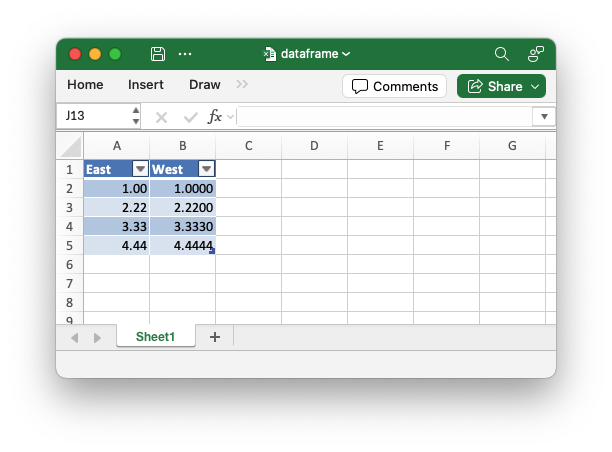 dataframe
Home Insert Draw Comments Share
J13 fx
A B C D E F G
1 East West
2 1.00 1.0000
3 2.22 2.2200
4 3.33 3.3330
5 4.44 4.4444
6
7
8
9
Sheet1 +